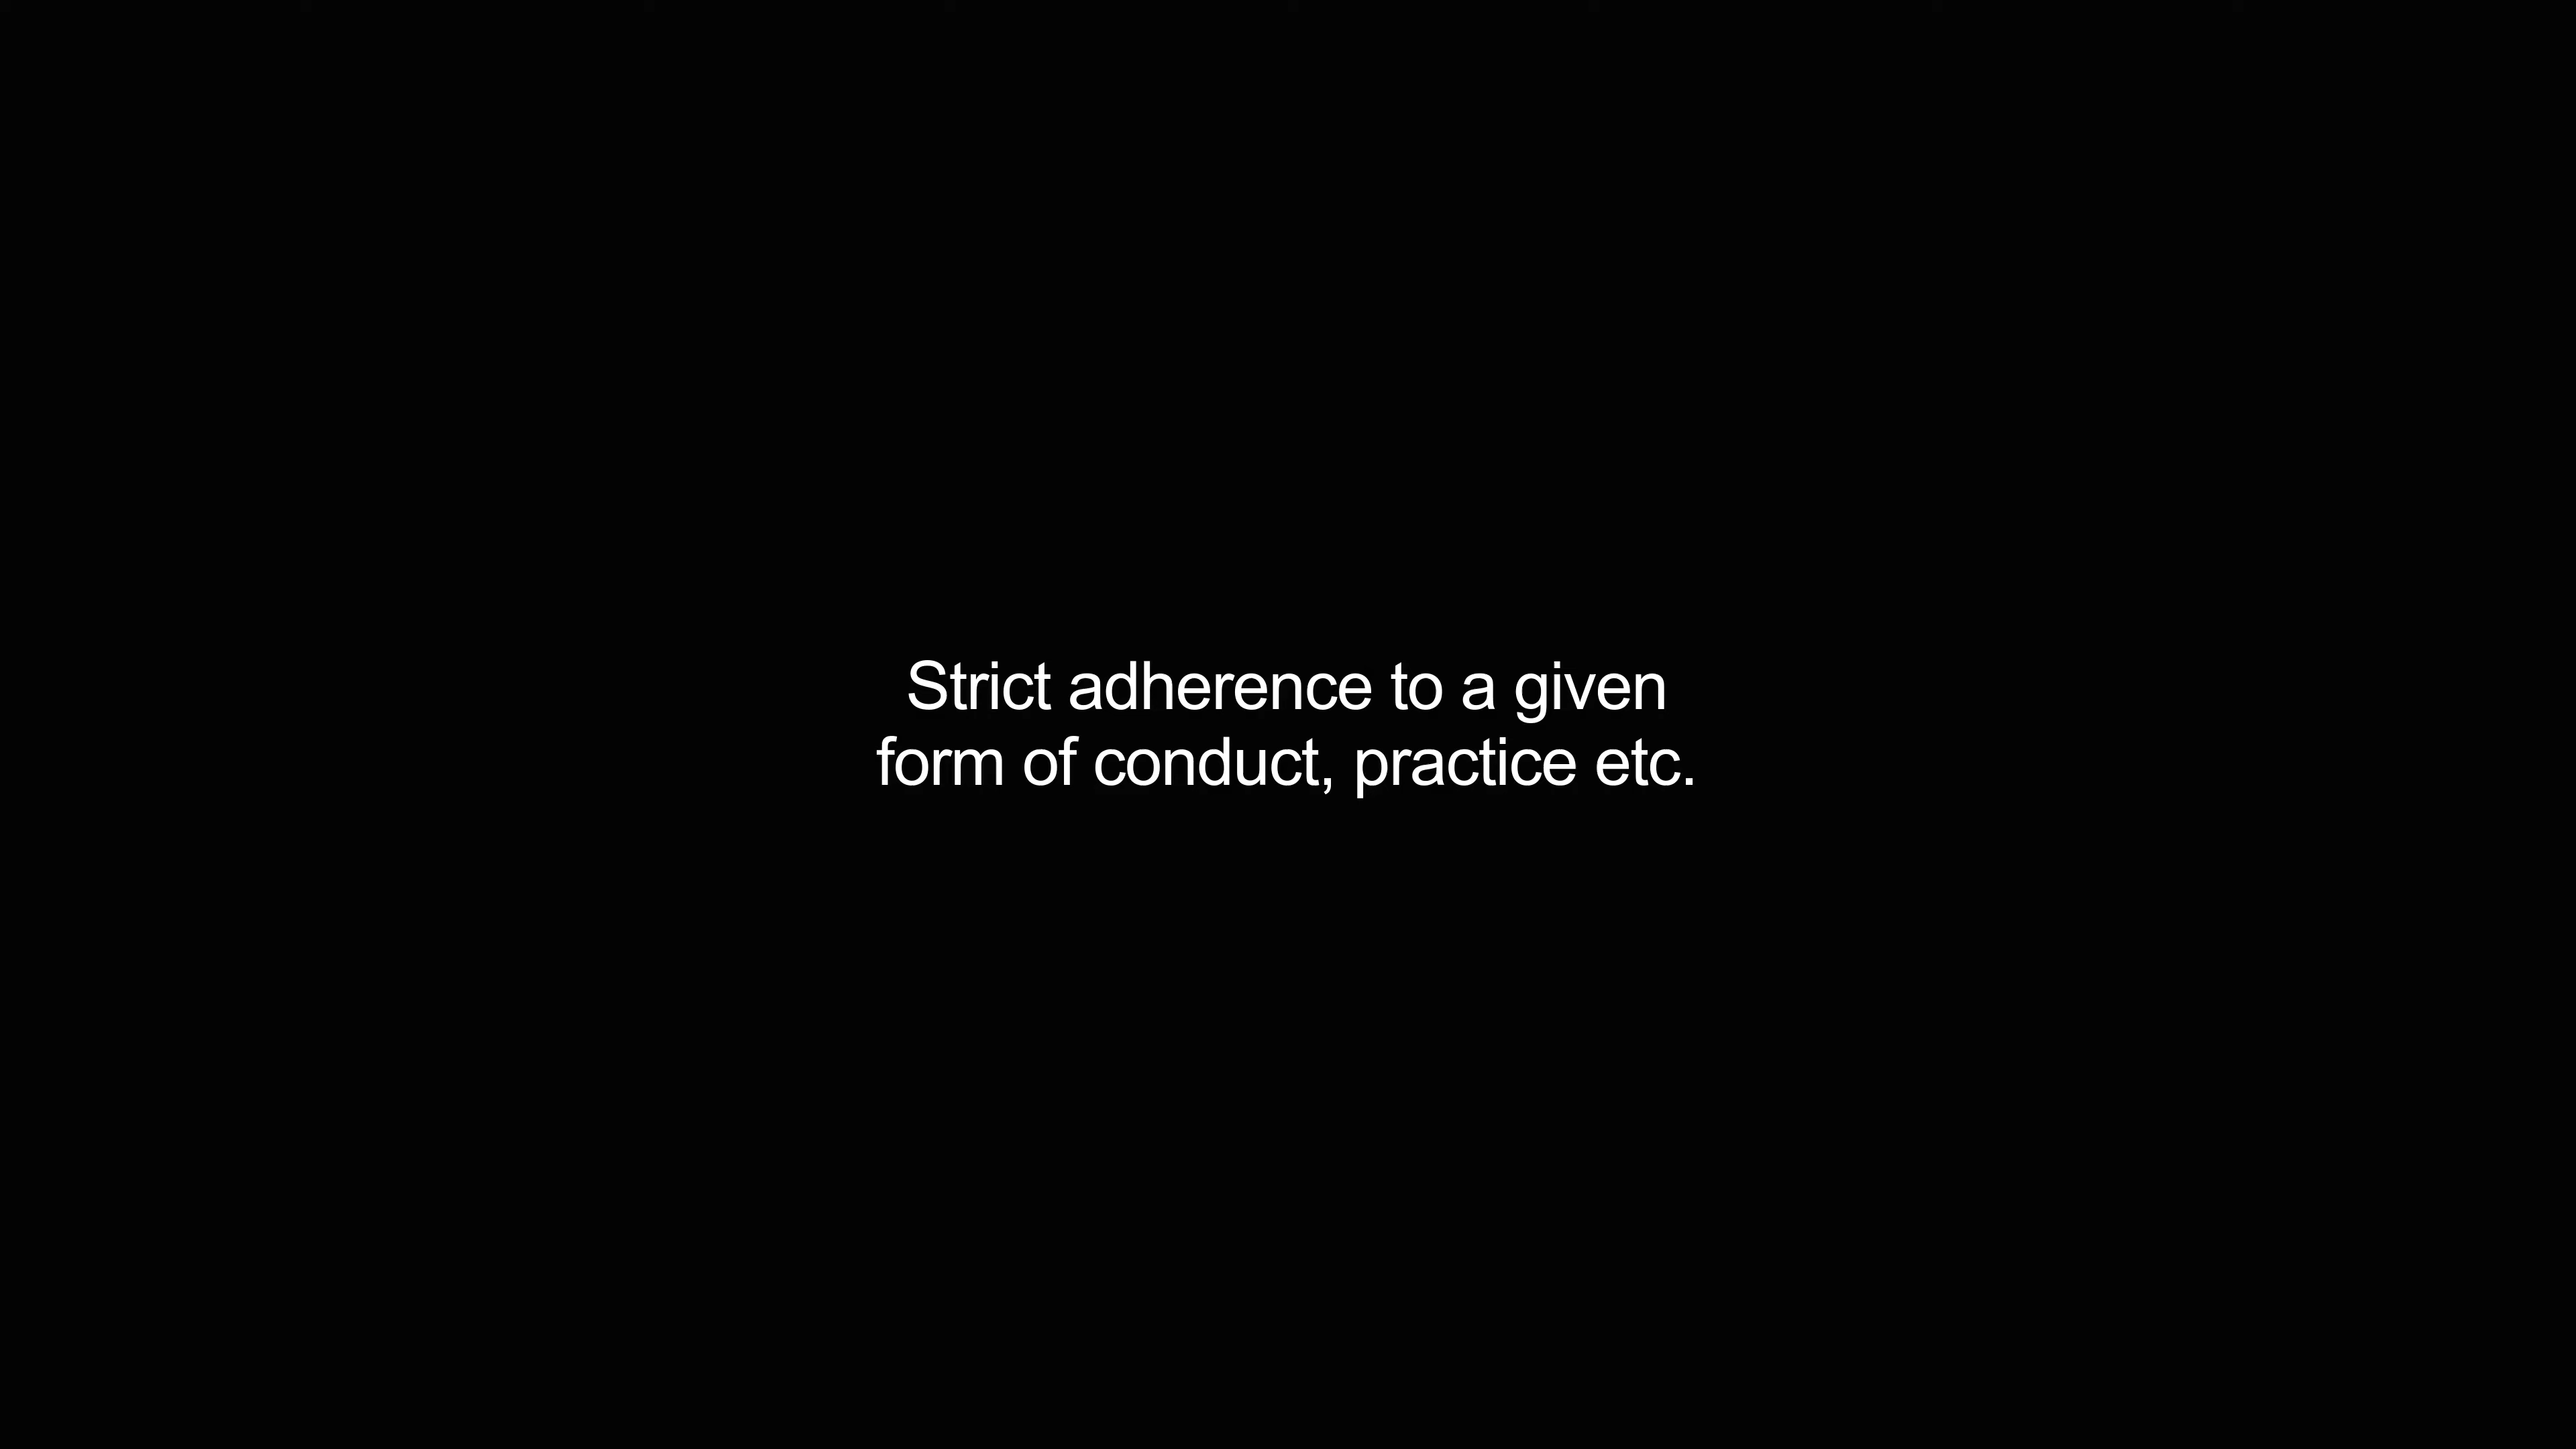 Strict adherence to a given
form of conduct, practice etc.